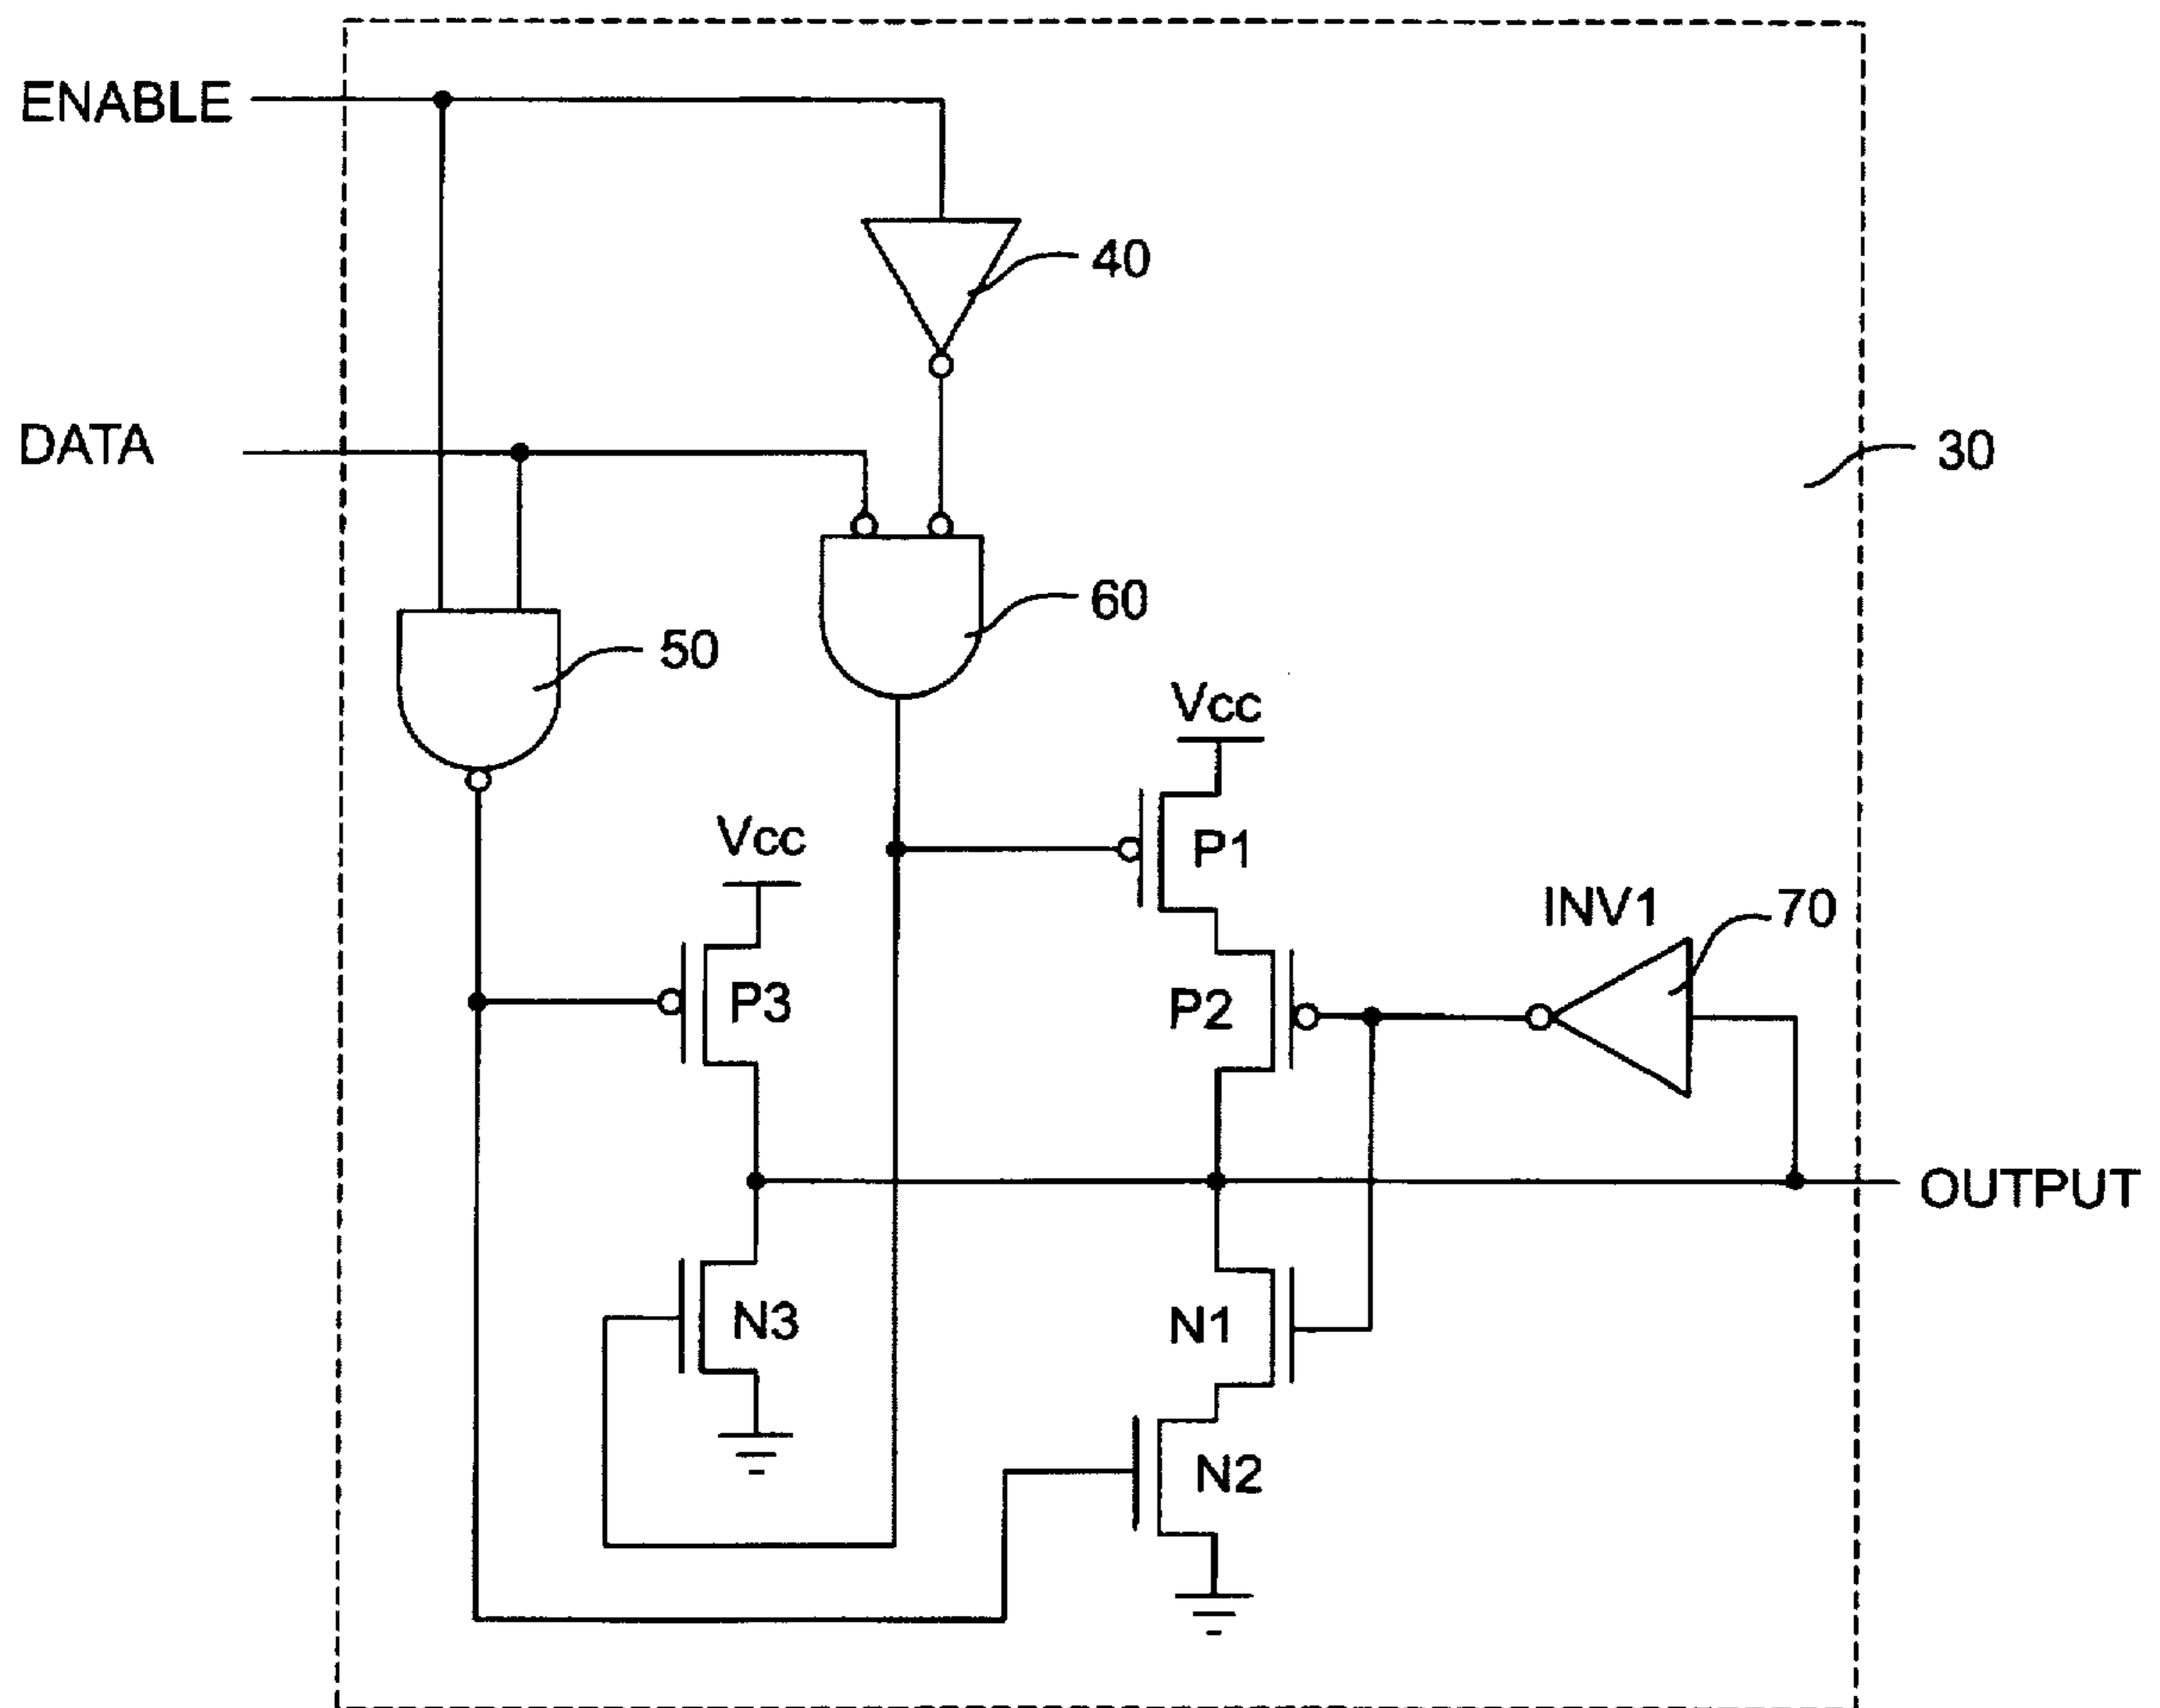 ENABLE
40
DATA
30
60
50
Vcc
P1
Vcc
INV1
70
P3
P2
OUTPUT
N3
N1
N2